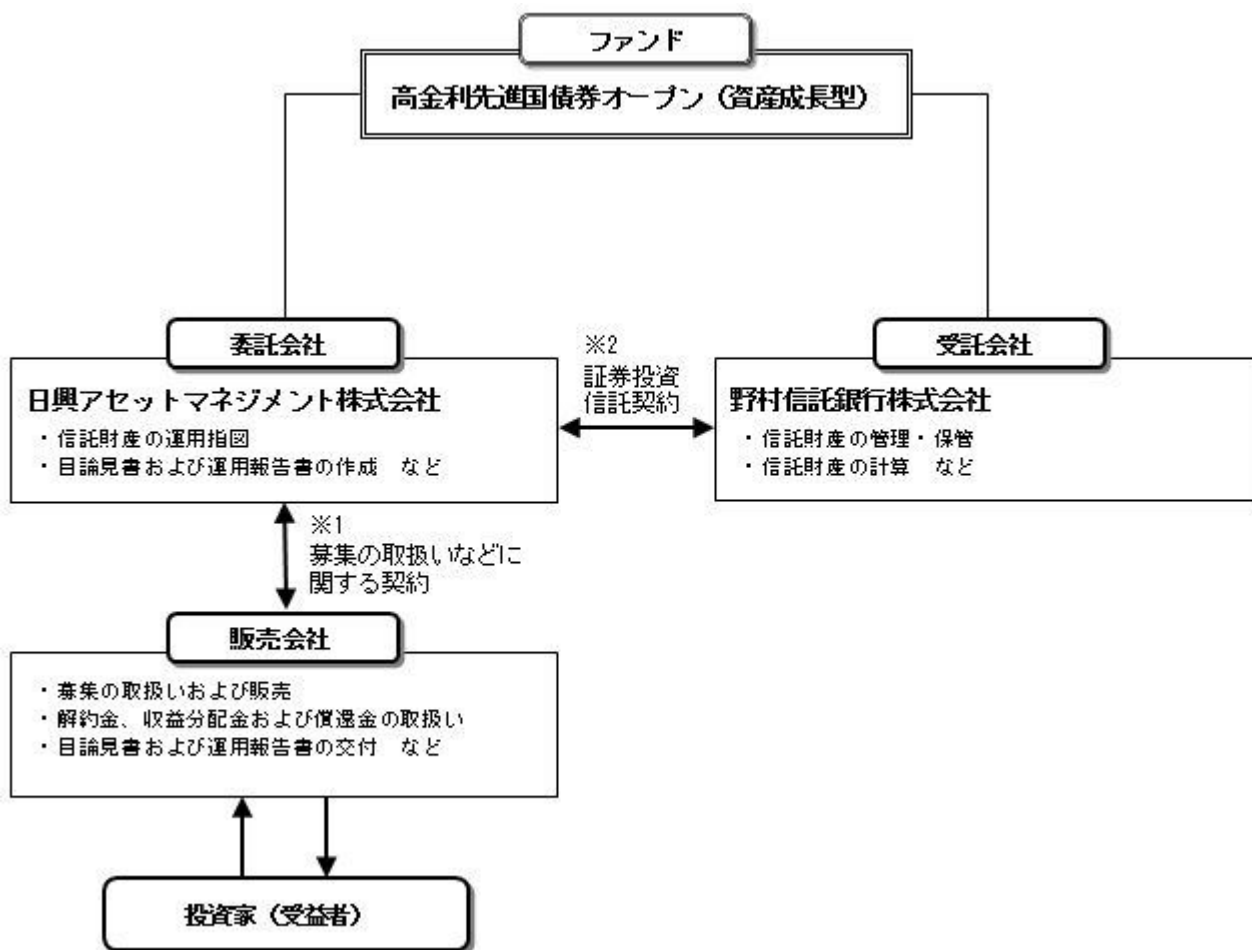 ファンド
高金利先進国債券オープン（資産成長型）
委託会社
日興アセットマネジメント株式会社
・信託財産の運用指図
・目論見書および運用報告書の作成　など
※2
証券投資
信託契約
受託会社
野村信託銀行株式会社
・信託財産の管理・保管
・信託財産の計算　など
※1
募集の取扱いなどに
関する契約
販売会社
・募集の取扱いおよび販売
・解約金、収益分配金および償還金の取扱い
・目論見書および運用報告書の交付　など
投資家（受益者）